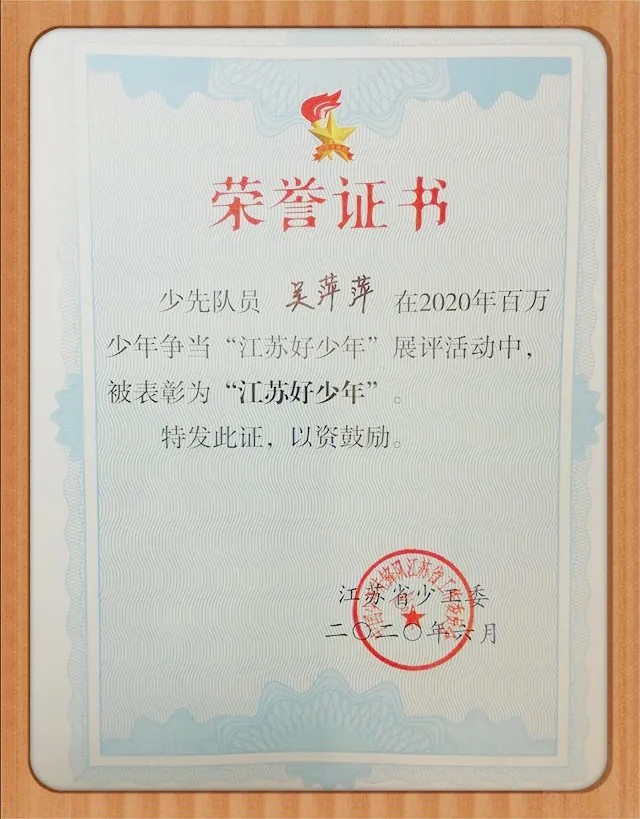 荣誉证书
少先队员 吴萍萍 在2020年百万
少年争当“江苏好少年”展评活动中，
被表彰为“江苏好少年”。
特发此证，以资鼓励。
江苏省少工委
二〇二〇年六月